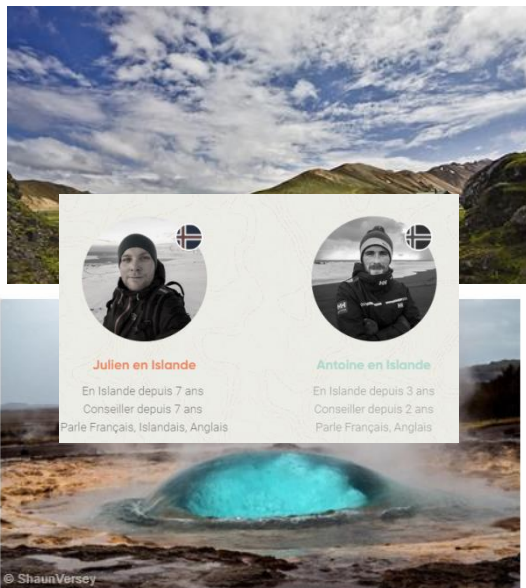 Julien en Islande
En Islande depuis 7 ans
Conseiller depuis 7 ans
Parle Français, Islandais, Anglais
Antoine en Islande
En Islande depuis 3 ans
Conseiller depuis 2 ans
Parle Français, Anglais
© ShaunVersey